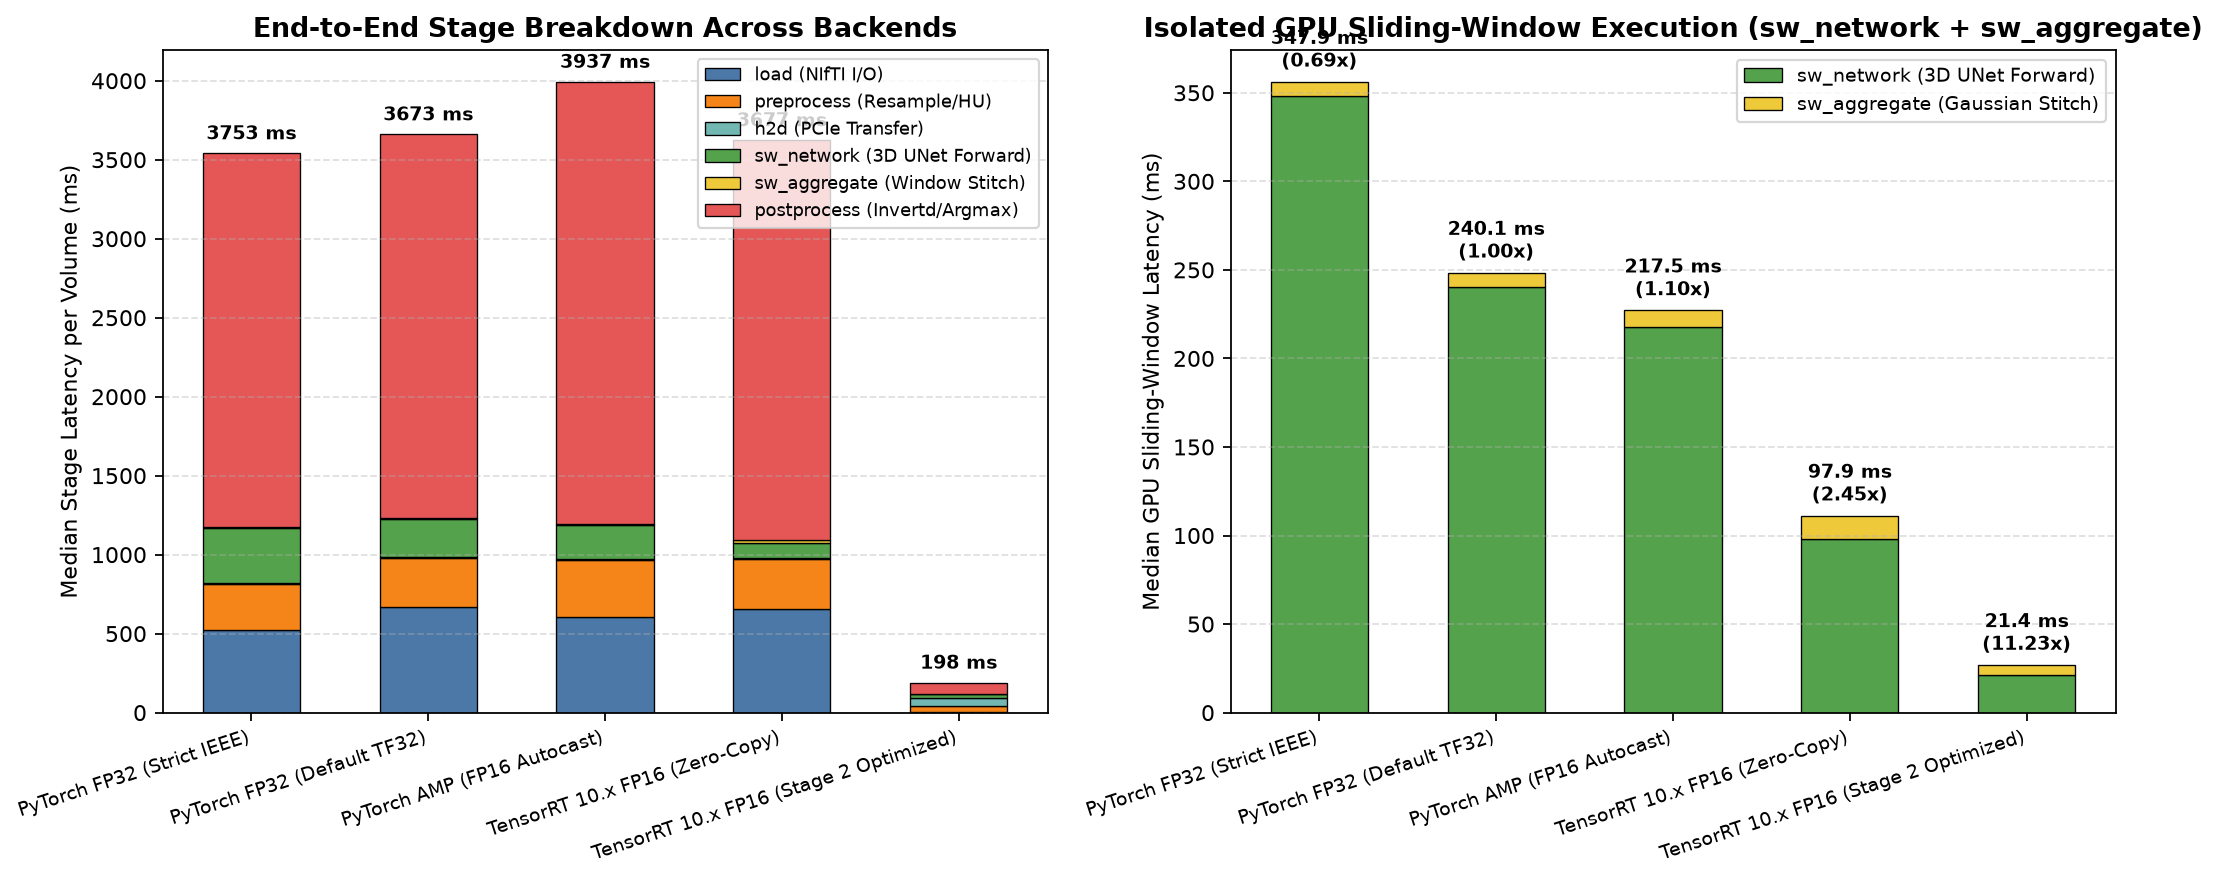 End-to-End Stage Breakdown Across Backends
Median Stage Latency per Volume (ms)
4000
3500
3000
2500
2000
1500
1000
500
0
3753 ms
3673 ms
3937 ms
3677 ms
198 ms
load (NIfTI I/O)
preprocess (Resample/HU)
h2d (PCIe Transfer)
sw_network (3D UNet Forward)
sw_aggregate (Window Stitch)
postprocess (Invertd/Argmax)
PyTorch FP32 (Strict IEEE)
PyTorch FP32 (Default TF32)
PyTorch AMP (FP16 Autocast)
TensorRT 10.x FP16 (Zero-Copy)
TensorRT 10.x FP16 (Stage 2 Optimized)
Isolated GPU Sliding-Window Execution (sw_network + sw_aggregate)
Median GPU Sliding-Window Latency (ms)
350
300
250
200
150
100
50
0
347.9 ms
(0.69x)
240.1 ms
(1.00x)
217.5 ms
(1.10x)
97.9 ms
(2.45x)
21.4 ms
(11.23x)
sw_network (3D UNet Forward)
sw_aggregate (Gaussian Stitch)
PyTorch FP32 (Strict IEEE)
PyTorch FP32 (Default TF32)
PyTorch AMP (FP16 Autocast)
TensorRT 10.x FP16 (Zero-Copy)
TensorRT 10.x FP16 (Stage 2 Optimized)